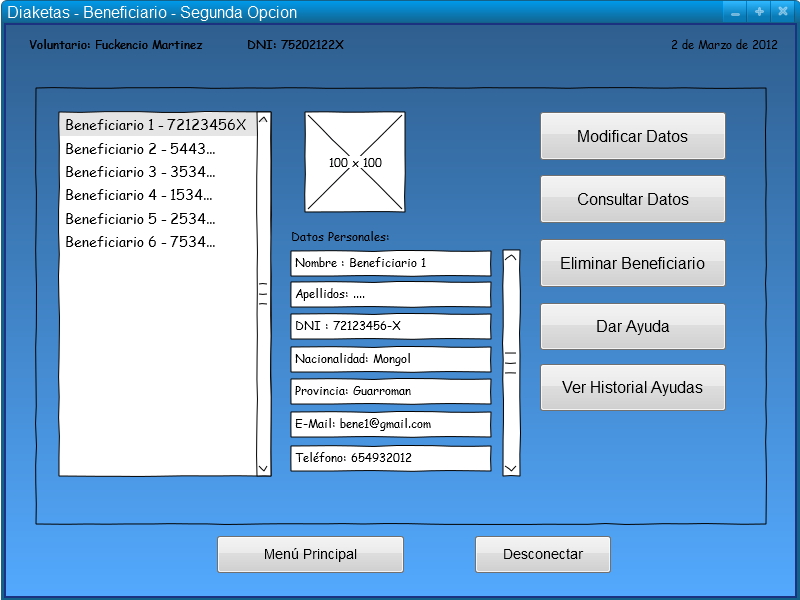 Diaketas - Beneficiario - Segunda Opcion
Voluntario: Fuckencio Martinez DNI: 75202122X 2 de Marzo de 2012
Beneficiario 1 - 72123456X
Beneficiario 2 - 5443...
Beneficiario 3 - 3534...
Beneficiario 4 - 1534...
Beneficiario 5 - 2534...
Beneficiario 6 - 7534...
100 x 100
Datos Personales:
Nombre : Beneficiario 1
Apellidos: ....
DNI : 72123456-X
Nacionalidad: Mongol
Provincia: Guarroman
E-Mail: bene1@gmail.com
Teléfono: 654932012
Modificar Datos
Consultar Datos
Eliminar Beneficiario
Dar Ayuda
Ver Historial Ayudas
Menú Principal
Desconectar